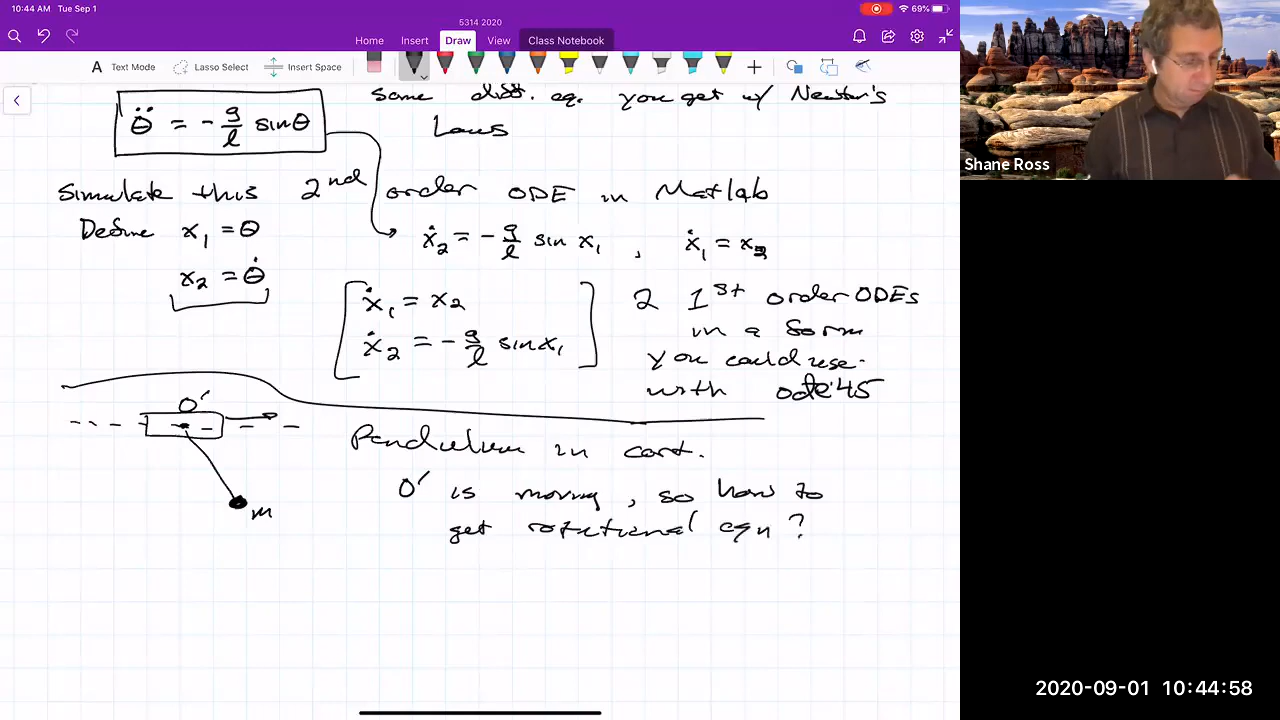 10:44 AM Tue Sep 1
69%
5314 2020
Home Insert Draw View Class Notebook
A Text Mode Lasso Select Insert Space
θ̈ = - g/l sinθ
same diff. eq. you get w/ Newton's
Laws
Simulate this 2nd order ODE in Matlab
Define x₁ = θ
x₂ = θ̇
ẋ₂ = - g/l sin x₁ , ẋ₁ = x₂
ẋ₁ = x₂
ẋ₂ = - g/l sin x₁
2 1st order ODEs
in a form
you could use
with ode45
O'
m
Pendulum in cart.
O' is moving, so how to
get rotational eqn?
Shane Ross
2020-09-01 10:44:58